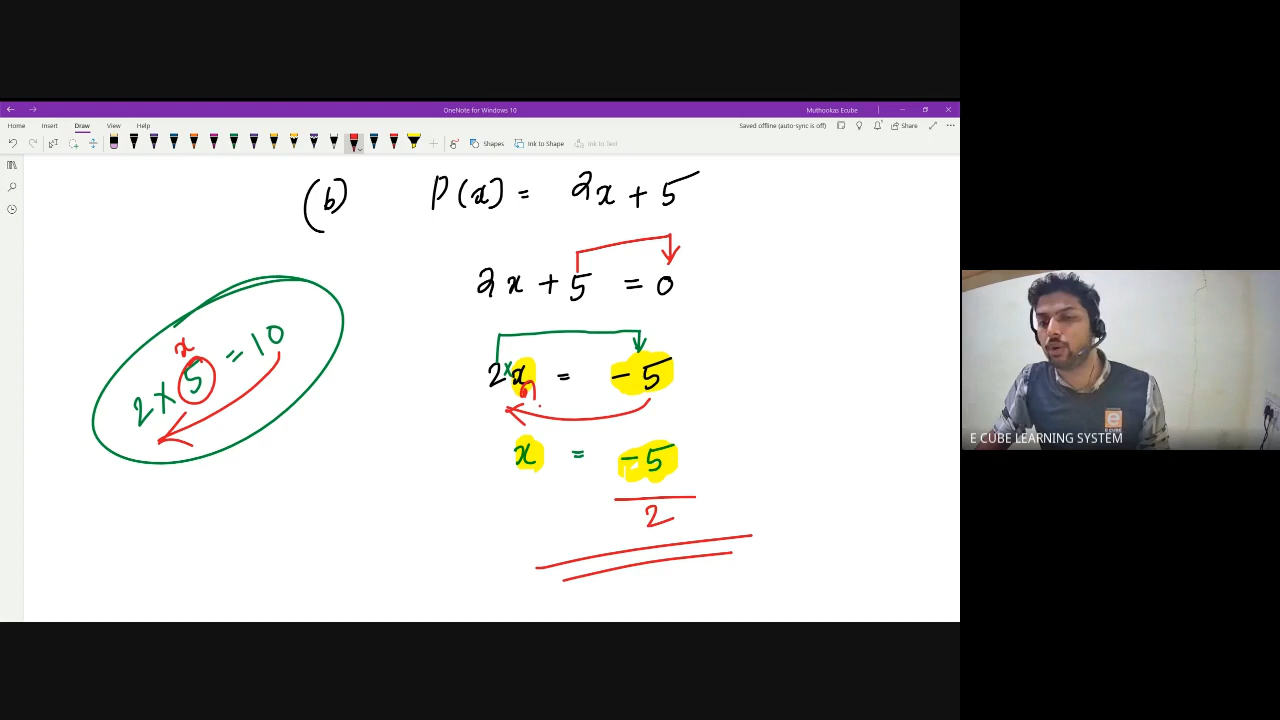 OneNote for Windows 10
Muthookas Ecube
Home Insert Draw View Help
Saved offline (auto-sync is off)
Share
Shapes
Ink to Shape
Ink to Text
(b) P(x) = 2x + 5
2x + 5 = 0
2 × x = - 5
x = - 5
2
x
2 × 5 = 10
e
E CUBE
E CUBE LEARNING SYSTEM